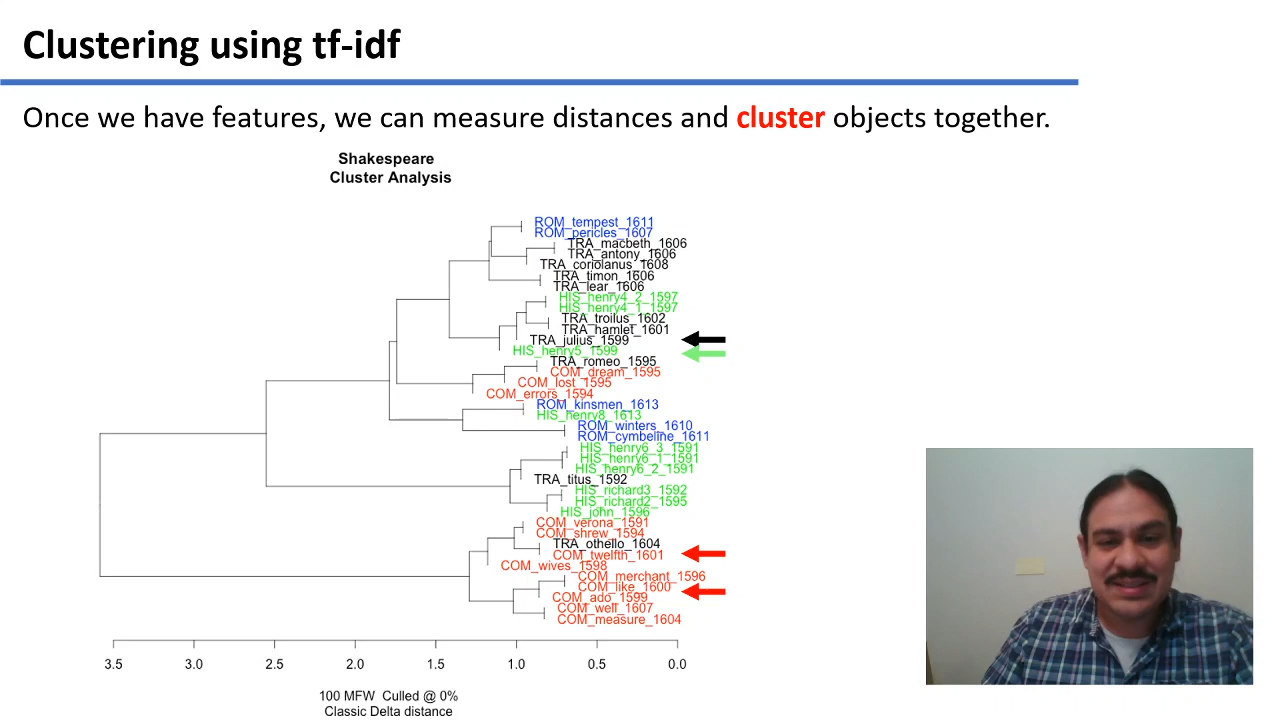 Clustering using tf-idf
Once we have features, we can measure distances and cluster objects together.
Shakespeare
Cluster Analysis
ROM_tempest_1611
ROM_pericles_1607
TRA_macbeth_1606
TRA_antony_1606
TRA_coriolanus_1608
TRA_timon_1606
TRA_lear_1606
HIS_henry4_2_1597
HIS_henry4_1_1597
TRA_troilus_1602
TRA_hamlet_1601
TRA_julius_1599
HIS_henry5_1599
TRA_romeo_1595
COM_dream_1595
COM_lost_1595
COM_errors_1594
ROM_kinsmen_1613
HIS_henry8_1613
ROM_winters_1610
ROM_cymbeline_1611
HIS_henry6_3_1591
HIS_henry6_1_1591
HIS_henry6_2_1591
TRA_titus_1592
HIS_richard3_1592
HIS_richard2_1595
HIS_john_1596
COM_verona_1591
COM_shrew_1594
TRA_othello_1604
COM_twelfth_1601
COM_wives_1598
COM_merchant_1596
COM_like_1600
COM_ado_1599
COM_well_1607
COM_measure_1604
3.5 3.0 2.5 2.0 1.5 1.0 0.5 0.0
100 MFW Culled @ 0%
Classic Delta distance